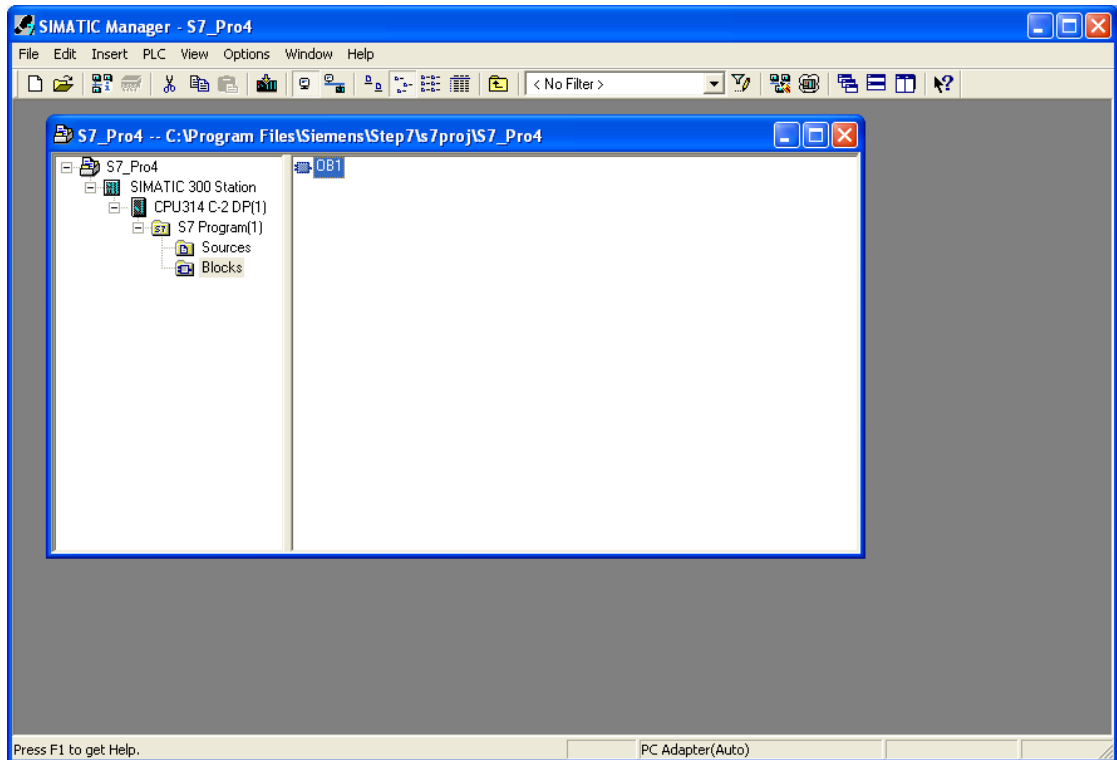 SIMATIC Manager - S7_Pro4
File Edit Insert PLC View Options Window Help
< No Filter >
S7_Pro4 -- C:\Program Files\Siemens\Step7\s7proj\S7_Pro4
S7_Pro4
SIMATIC 300 Station
CPU314 C-2 DP(1)
S7 Program(1)
Sources
Blocks
OB1
Press F1 to get Help.
PC Adapter(Auto)